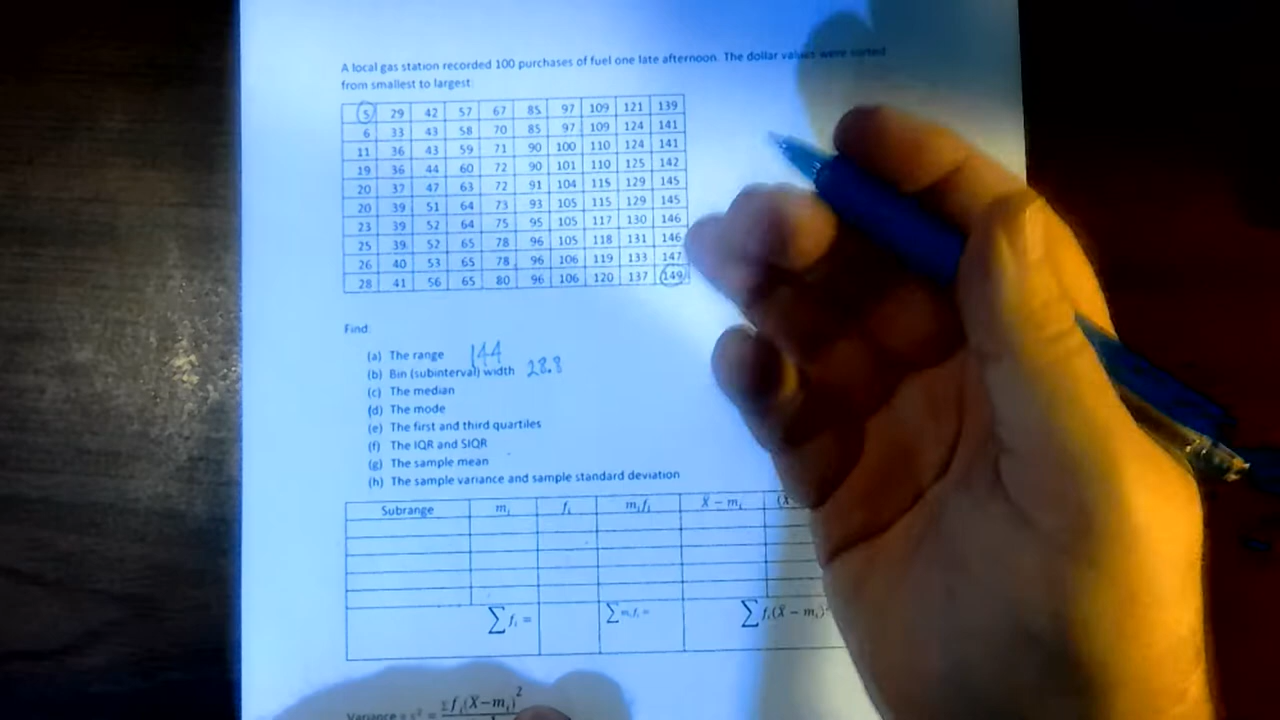 A local gas station recorded 100 purchases of fuel one late afternoon. The dollar values were sorted
from smallest to largest:
5 29 42 57 67 85 97 109 121 139
6 33 43 58 70 85 97 109 124 141
11 36 43 59 71 90 100 110 124 141
19 36 44 60 72 90 101 110 125 142
20 37 47 63 72 91 104 115 129 145
20 39 51 64 73 93 105 115 129 145
23 39 52 64 75 95 105 117 130 146
25 39 52 65 78 96 105 118 131 146
26 40 53 65 78 96 106 119 133 147
28 41 56 65 80 96 106 120 137 149
Find:
(a) The range 144
(b) Bin (subinterval) width 28.8
(c) The median
(d) The mode
(e) The first and third quartiles
(f) The IQR and SIQR
(g) The sample mean
(h) The sample variance and sample standard deviation
Subrange mᵢ fᵢ mᵢfᵢ X̄ − mᵢ (X̄
∑fᵢ = ∑mᵢfᵢ = ∑fᵢ(X̄ − mᵢ)²
Variance = s² = Σfᵢ(X̄−mᵢ)²